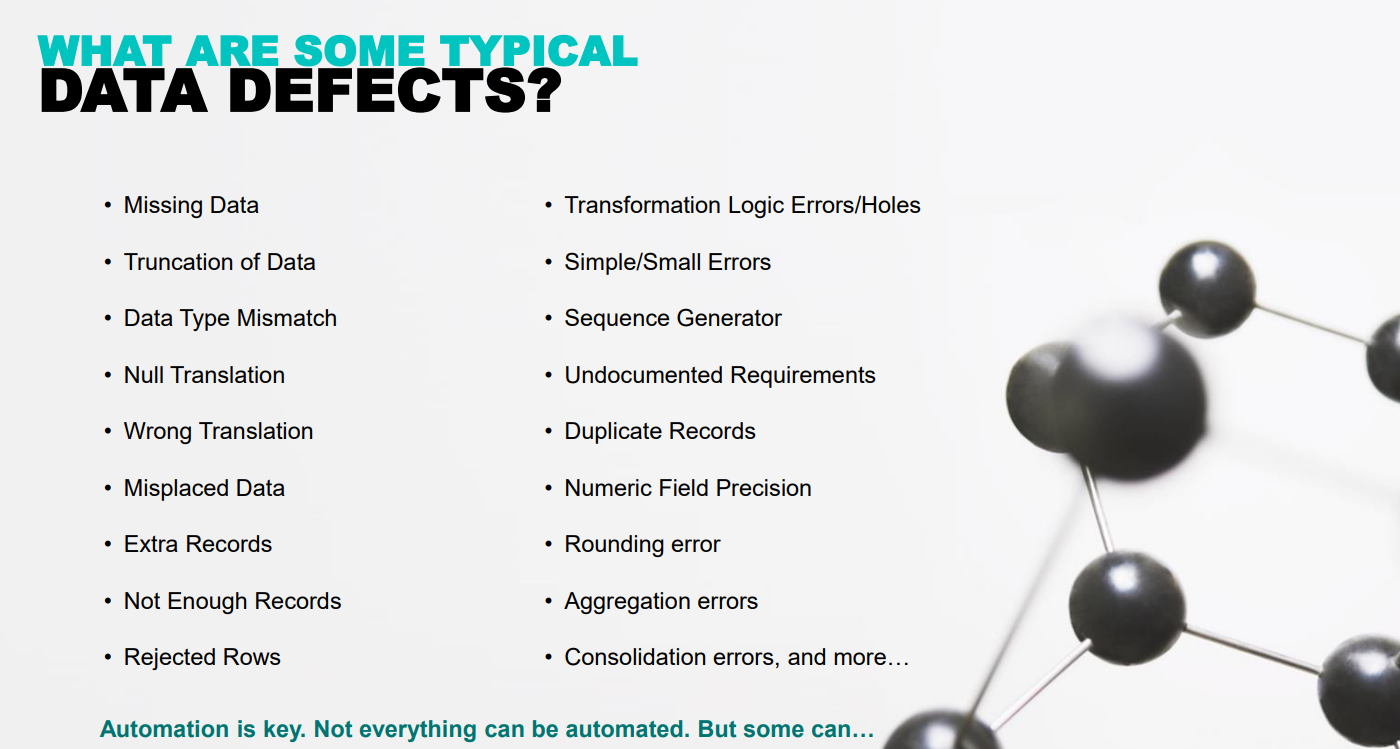 WHAT ARE SOME TYPICAL
DATA DEFECTS?
• Missing Data
• Truncation of Data
• Data Type Mismatch
• Null Translation
• Wrong Translation
• Misplaced Data
• Extra Records
• Not Enough Records
• Rejected Rows
• Transformation Logic Errors/Holes
• Simple/Small Errors
• Sequence Generator
• Undocumented Requirements
• Duplicate Records
• Numeric Field Precision
• Rounding error
• Aggregation errors
• Consolidation errors, and more…
Automation is key. Not everything can be automated. But some can…